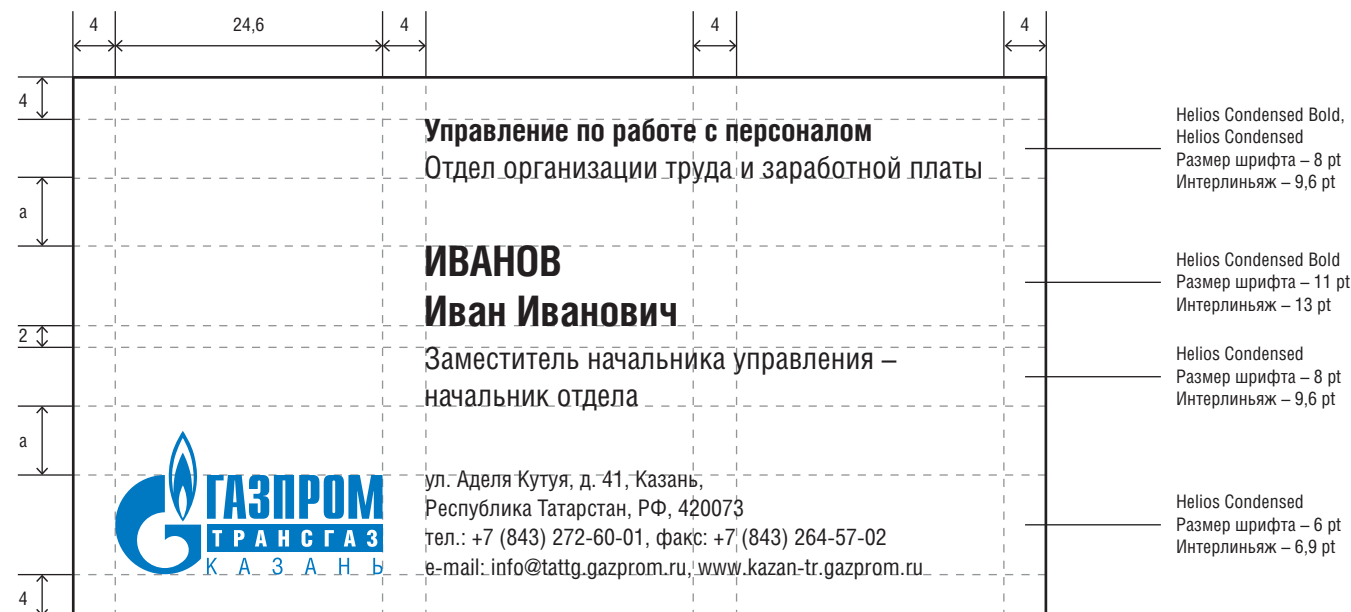 4 24,6 4 4 4
4
Управление по работе с персоналом
Отдел организации труда и заработной платы
Helios Condensed Bold,
Helios Condensed
Размер шрифта – 8 pt
Интерлиньяж – 9,6 pt
a
ИВАНОВ
Иван Иванович
Helios Condensed Bold
Размер шрифта – 11 pt
Интерлиньяж – 13 pt
2
Заместитель начальника управления –
начальник отдела
Helios Condensed
Размер шрифта – 8 pt
Интерлиньяж – 9,6 pt
a
ГАЗПРОМ
ТРАНСГАЗ
КАЗАНЬ
ул. Аделя Кутуя, д. 41, Казань,
Республика Татарстан, РФ, 420073
тел.: +7 (843) 272-60-01, факс: +7 (843) 264-57-02
e-mail: info@tattg.gazprom.ru, www.kazan-tr.gazprom.ru
Helios Condensed
Размер шрифта – 6 pt
Интерлиньяж – 6,9 pt
4